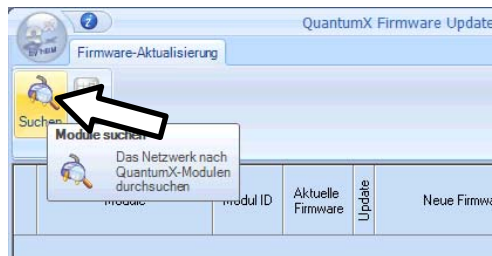 QuantumX Firmware Update
Firmware-Aktualisierung
Suchen
Module suchen
Das Netzwerk nach
QuantumX-Modulen
durchsuchen
Module
Modul ID
Aktuelle
Firmware
Update
Neue Firmwa